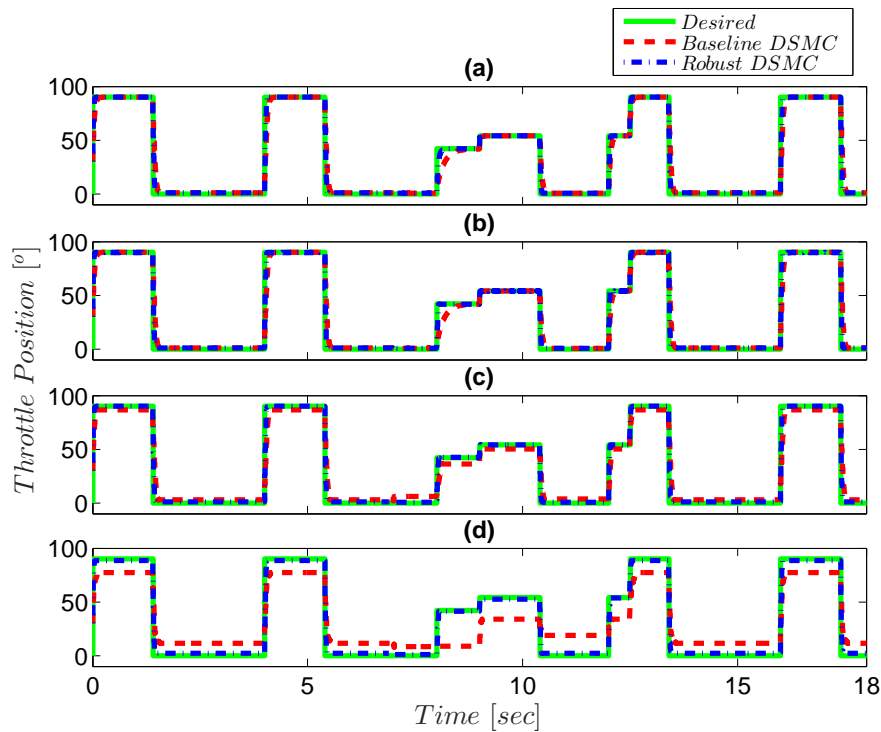 Desired
Baseline DSMC
Robust DSMC
(a)
100
50
0
(b)
100
50
0
(c)
100
50
0
(d)
100
50
0
0
5
10
15
18
Throttle Position [o]
Time [sec]